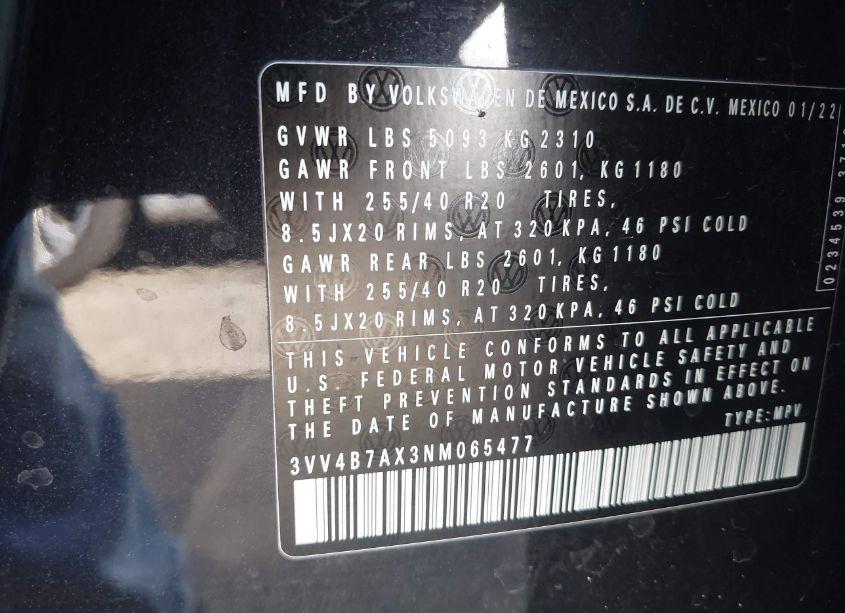 MFD BY VOLKSWAGEN DE MEXICO S.A. DE C.V. MEXICO 01/22
GVWR LBS 5093 KG 2310
GAWR FRONT LBS 2601, KG 1180
WITH 255/40 R20 TIRES,
8.5JX20 RIMS, AT 320 KPA, 46 PSI COLD
GAWR REAR LBS 2601, KG 1180
WITH 255/40 R20 TIRES,
8.5JX20 RIMS, AT 320 KPA, 46 PSI COLD
THIS VEHICLE CONFORMS TO ALL APPLICABLE
U.S. FEDERAL MOTOR VEHICLE SAFETY AND
THEFT PREVENTION STANDARDS IN EFFECT ON
THE DATE OF MANUFACTURE SHOWN ABOVE.
TYPE:MPV
3VV4B7AX3NM065477
0234539